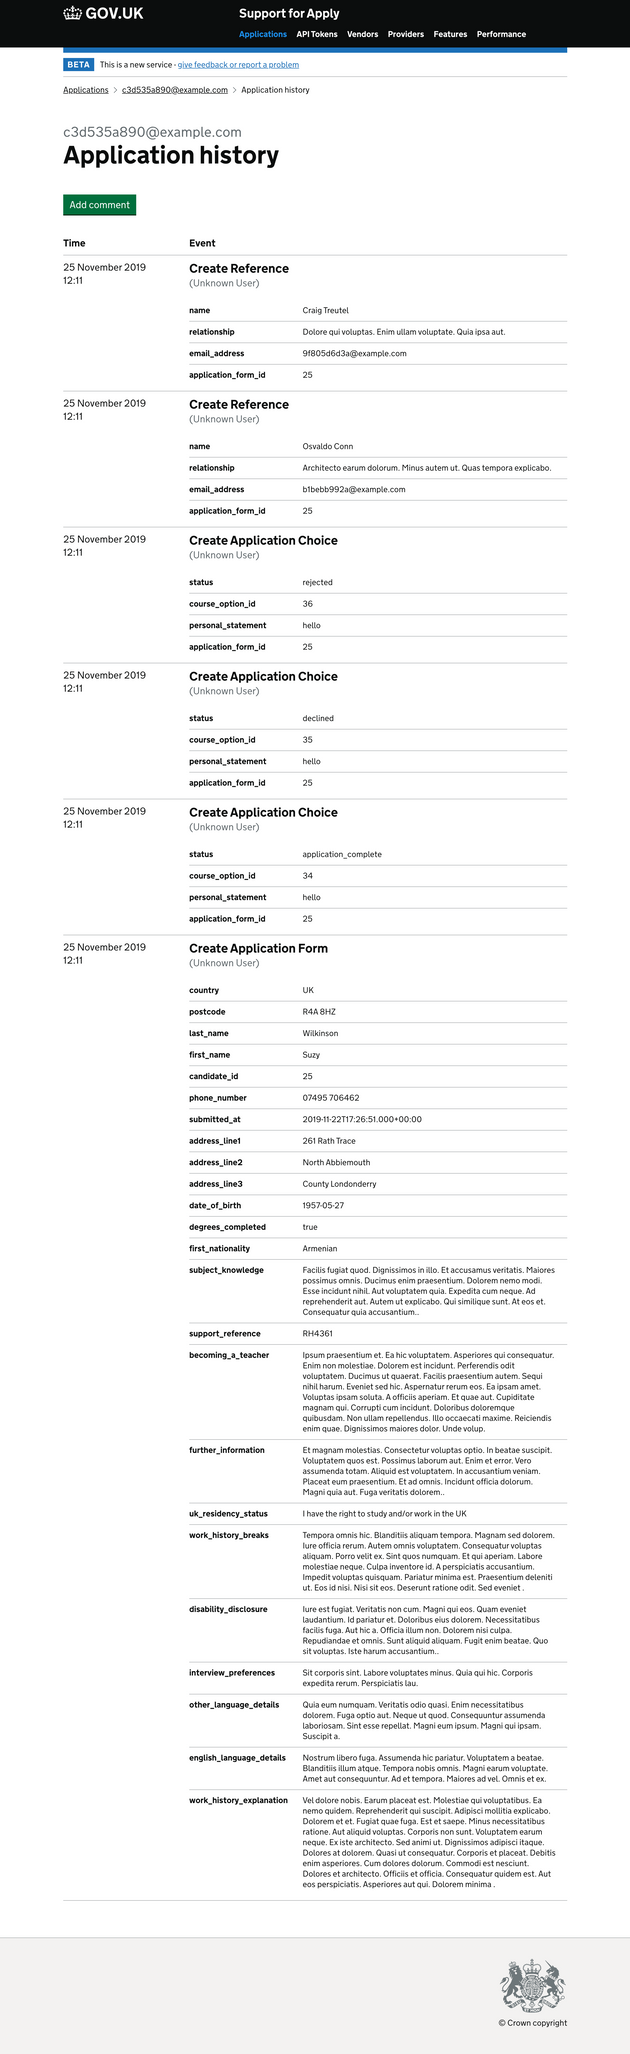 GOV.UK
Support for Apply
Applications API Tokens Vendors Providers Features Performance
BETA This is a new service - give feedback or report a problem
Applications > c3d535a890@example.com > Application history
c3d535a890@example.com
Application history
Add comment
Time Event
25 November 2019
12:11
Create Reference
(Unknown User)
name Craig Treutel
relationship Dolore qui voluptas. Enim ullam voluptate. Quia ipsa aut.
email_address 9f805d6d3a@example.com
application_form_id 25
25 November 2019
12:11
Create Reference
(Unknown User)
name Osvaldo Conn
relationship Architecto earum dolorum. Minus autem ut. Quas tempora explicabo.
email_address b1bebb992a@example.com
application_form_id 25
25 November 2019
12:11
Create Application Choice
(Unknown User)
status rejected
course_option_id 36
personal_statement hello
application_form_id 25
25 November 2019
12:11
Create Application Choice
(Unknown User)
status declined
course_option_id 35
personal_statement hello
application_form_id 25
25 November 2019
12:11
Create Application Choice
(Unknown User)
status application_complete
course_option_id 34
personal_statement hello
application_form_id 25
25 November 2019
12:11
Create Application Form
(Unknown User)
country UK
postcode R4A 8HZ
last_name Wilkinson
first_name Suzy
candidate_id 25
phone_number 07495 706462
submitted_at 2019-11-22T17:26:51.000+00:00
address_line1 261 Rath Trace
address_line2 North Abbiemouth
address_line3 County Londonderry
date_of_birth 1957-05-27
degrees_completed true
first_nationality Armenian
subject_knowledge Facilis fugiat quod. Dignissimos in illo. Et accusamus veritatis. Maiores
possimus omnis. Ducimus enim praesentium. Dolorem nemo modi.
Esse incidunt nihil. Aut voluptatem quia. Expedita cum neque. Ad
reprehenderit aut. Autem ut explicabo. Qui similique sunt. At eos et.
Consequatur quia accusantium..
support_reference RH4361
becoming_a_teacher Ipsum praesentium et. Ea hic voluptatem. Asperiores qui consequatur.
Enim non molestiae. Dolorem est incidunt. Perferendis odit
voluptatem. Ducimus ut quaerat. Facilis praesentium autem. Sequi
nihil harum. Eveniet sed hic. Aspernatur rerum eos. Ea ipsam amet.
Voluptas ipsam soluta. A officiis aperiam. Et quae aut. Cupiditate
magnam qui. Corrupti cum incidunt. Doloribus doloremque
quibusdam. Non ullam repellendus. Illo occaecati maxime. Reiciendis
enim quae. Dignissimos maiores dolor. Unde volup.
further_information Et magnam molestias. Consectetur voluptas optio. In beatae suscipit.
Voluptatem quos est. Possimus laborum aut. Enim et error. Vero
assumenda totam. Aliquid est voluptatem. In accusantium veniam.
Placeat eum praesentium. Et ad omnis. Incidunt officia dolorum.
Magni quia aut. Fuga veritatis dolorem..
uk_residency_status I have the right to study and/or work in the UK
work_history_breaks Tempora omnis hic. Blanditiis aliquam tempora. Magnam sed dolorem.
Iure officia rerum. Autem omnis voluptatem. Consequatur voluptas
aliquam. Porro velit ex. Sint quos numquam. Et qui aperiam. Labore
molestiae neque. Culpa inventore id. A perspiciatis accusantium.
Impedit voluptas quisquam. Pariatur minima est. Praesentium deleniti
ut. Eos id nisi. Nisi sit eos. Deserunt ratione odit. Sed eveniet .
disability_disclosure Iure est fugiat. Veritatis non cum. Magni qui eos. Quam eveniet
laudantium. Id pariatur et. Doloribus eius dolorem. Necessitatibus
facilis fuga. Aut hic a. Officia illum non. Dolorem nisi culpa.
Repudiandae et omnis. Sunt aliquid aliquam. Fugit enim beatae. Quo
sit voluptas. Iste harum accusantium..
interview_preferences Sit corporis sint. Labore voluptates minus. Quia qui hic. Corporis
expedita rerum. Perspiciatis lau.
other_language_details Quia eum numquam. Veritatis odio quasi. Enim necessitatibus
dolorem. Fuga optio aut. Neque ut quod. Consequuntur assumenda
laboriosam. Sint esse repellat. Magni eum ipsum. Magni qui ipsam.
Suscipit a.
english_language_details Nostrum libero fuga. Assumenda hic pariatur. Voluptatem a beatae.
Blanditiis illum atque. Tempora nobis omnis. Magni earum voluptate.
Amet aut consequuntur. Ad et tempora. Maiores ad vel. Omnis et ex.
work_history_explanation Vel dolore nobis. Earum placeat est. Molestiae qui voluptatibus. Ea
nemo quidem. Reprehenderit qui suscipit. Adipisci mollitia explicabo.
Dolorem et et. Fugiat quae fuga. Est et saepe. Minus necessitatibus
ratione. Aut aliquid voluptas. Corporis non sunt. Voluptatem earum
neque. Ex iste architecto. Sed animi ut. Dignissimos adipisci itaque.
Dolores at dolorem. Quasi ut consequatur. Corporis et placeat. Debitis
enim asperiores. Cum dolores dolorum. Commodi est nesciunt.
Dolores et architecto. Officiis et officia. Consequatur quidem est. Aut
eos perspiciatis. Asperiores aut qui. Dolorem minima .
© Crown copyright